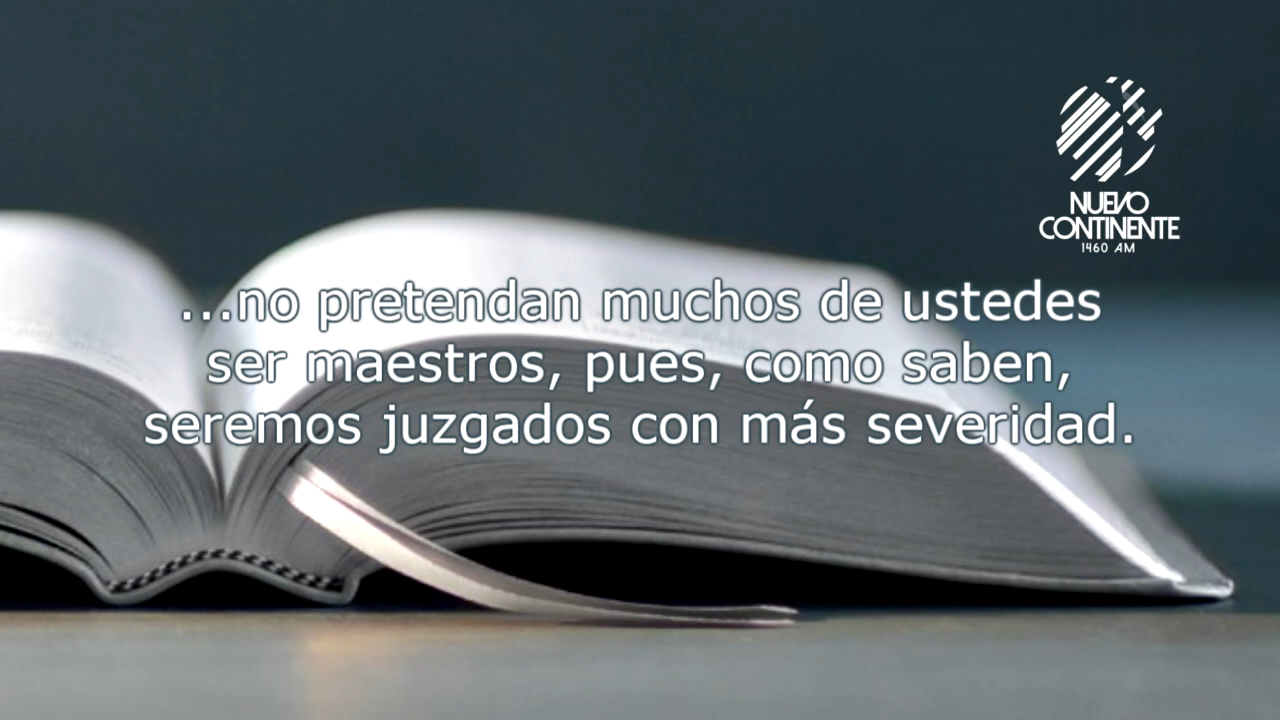 NUEVO
CONTINENTE
1460 AM
...no pretendan muchos de ustedes
ser maestros, pues, como saben,
seremos juzgados con más severidad.